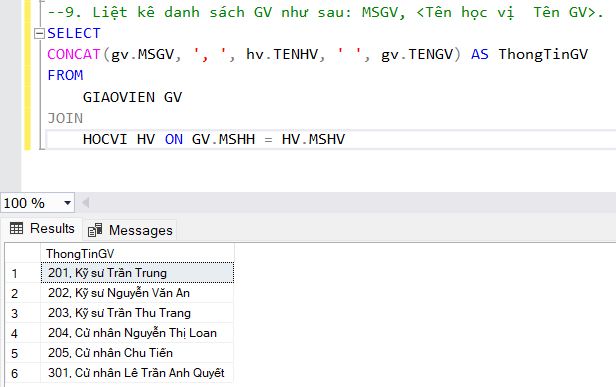 --9. Liệt kê danh sách GV như sau: MSGV, <Tên học vị  Tên GV>.
SELECT
CONCAT(gv.MSGV, ', ', hv.TENHV, ' ', gv.TENGV) AS ThongTinGV
FROM
GIAOVIEN GV
JOIN
HOCVI HV ON GV.MSHH = HV.MSHV
100 %
Results Messages
ThongTinGV
1 201, Kỹ sư Trần Trung
2 202, Kỹ sư Nguyễn Văn An
3 203, Kỹ sư Trần Thu Trang
4 204, Cử nhân Nguyễn Thị Loan
5 205, Cử nhân Chu Tiến
6 301, Cử nhân Lê Trần Anh Quyết